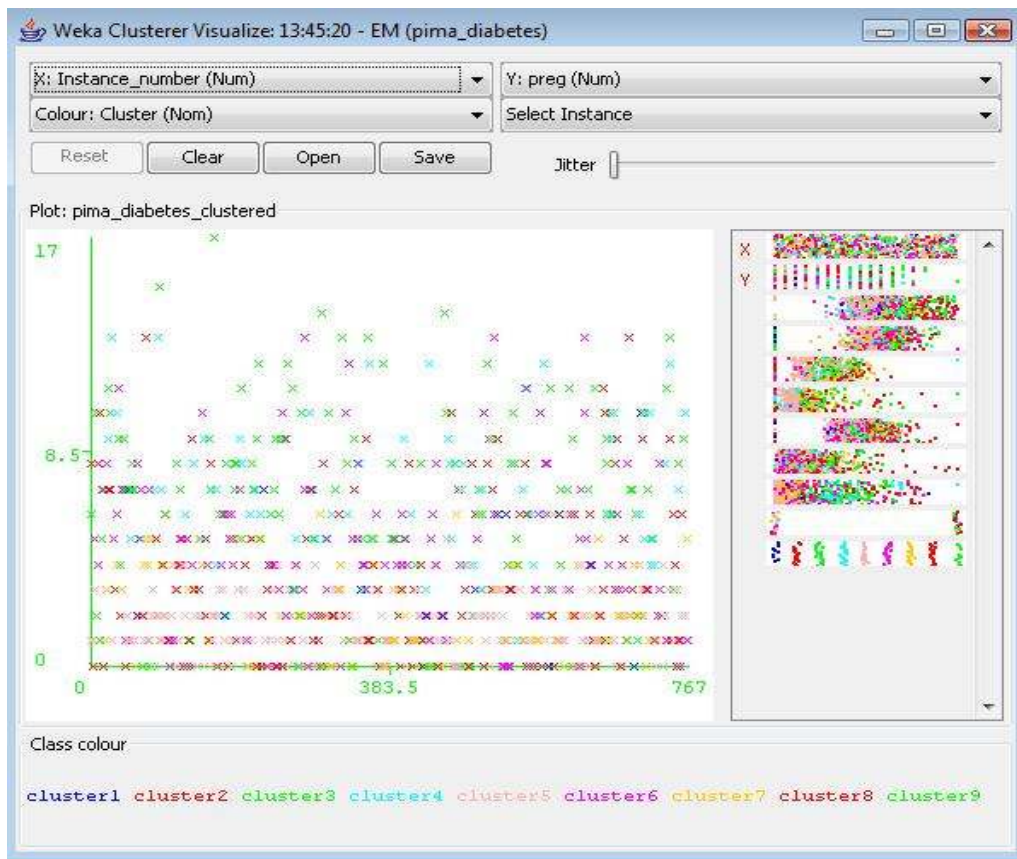 Weka Clusterer Visualize: 13:45:20 - EM (pima_diabetes)
X: Instance_number (Num)
Y: preg (Num)
Colour: Cluster (Nom)
Select Instance
Reset
Clear
Open
Save
Jitter
Plot: pima_diabetes_clustered
17
8.5
0
0
383.5
767
X
Y
Class colour
cluster1 cluster2 cluster3 cluster4 cluster5 cluster6 cluster7 cluster8 cluster9